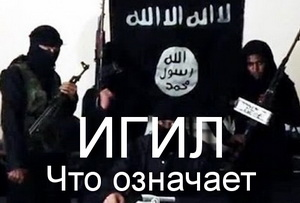 لا اله الا الله
الله
رسول
محمد
ИГИЛ
Что означает